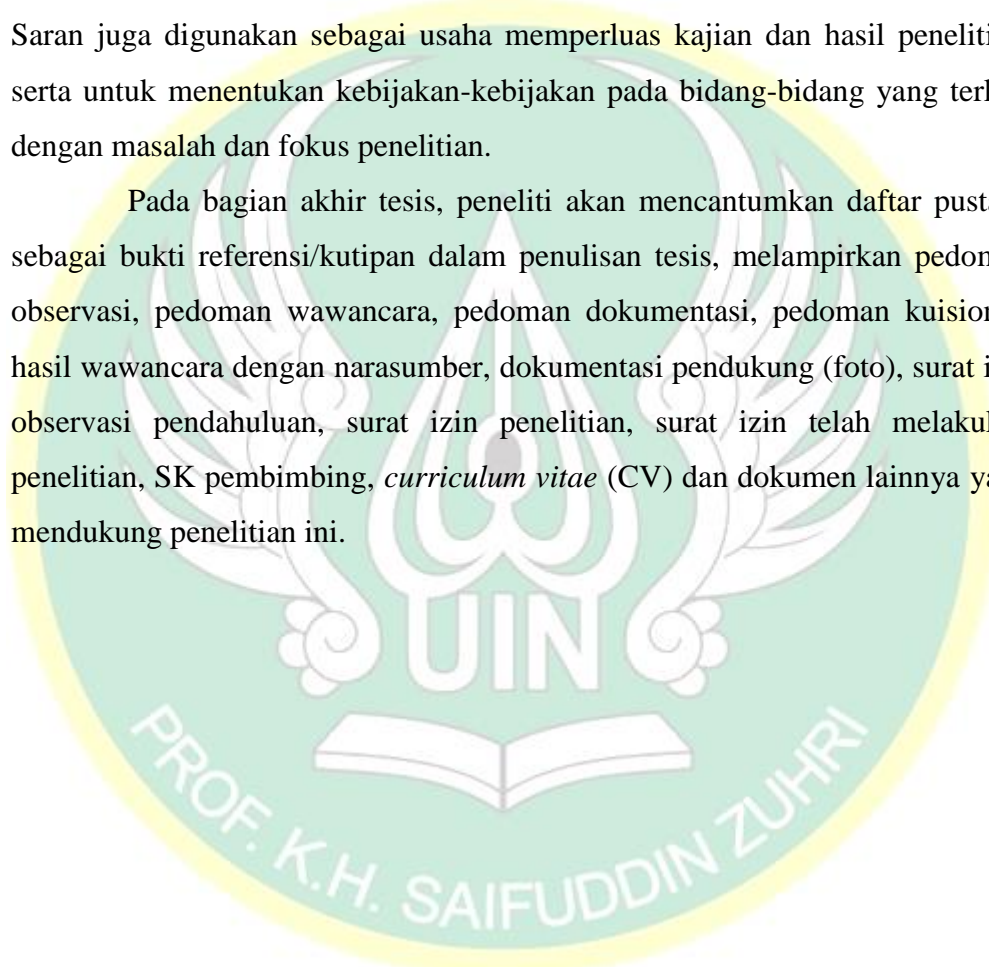 Saran juga digunakan sebagai usaha memperluas kajian dan hasil peneliti
serta untuk menentukan kebijakan-kebijakan pada bidang-bidang yang
dengan masalah dan fokus penelitian.
Pada bagian akhir tesis, peneliti akan mencantumkan daftar
sebagai bukti referensi/kutipan dalam penulisan tesis, melampirkan
observasi, pedoman wawancara, pedoman dokumentasi, pedoman
hasil wawancara dengan narasumber, dokumentasi pendukung (foto), surat
observasi pendahuluan, surat izin penelitian, surat izin telah
penelitian, SK pembimbing, curriculum vitae (CV) dan dokumen lainnya
mendukung penelitian ini.
UIN
PROF. K.H. SAIFUDDIN ZUHRI